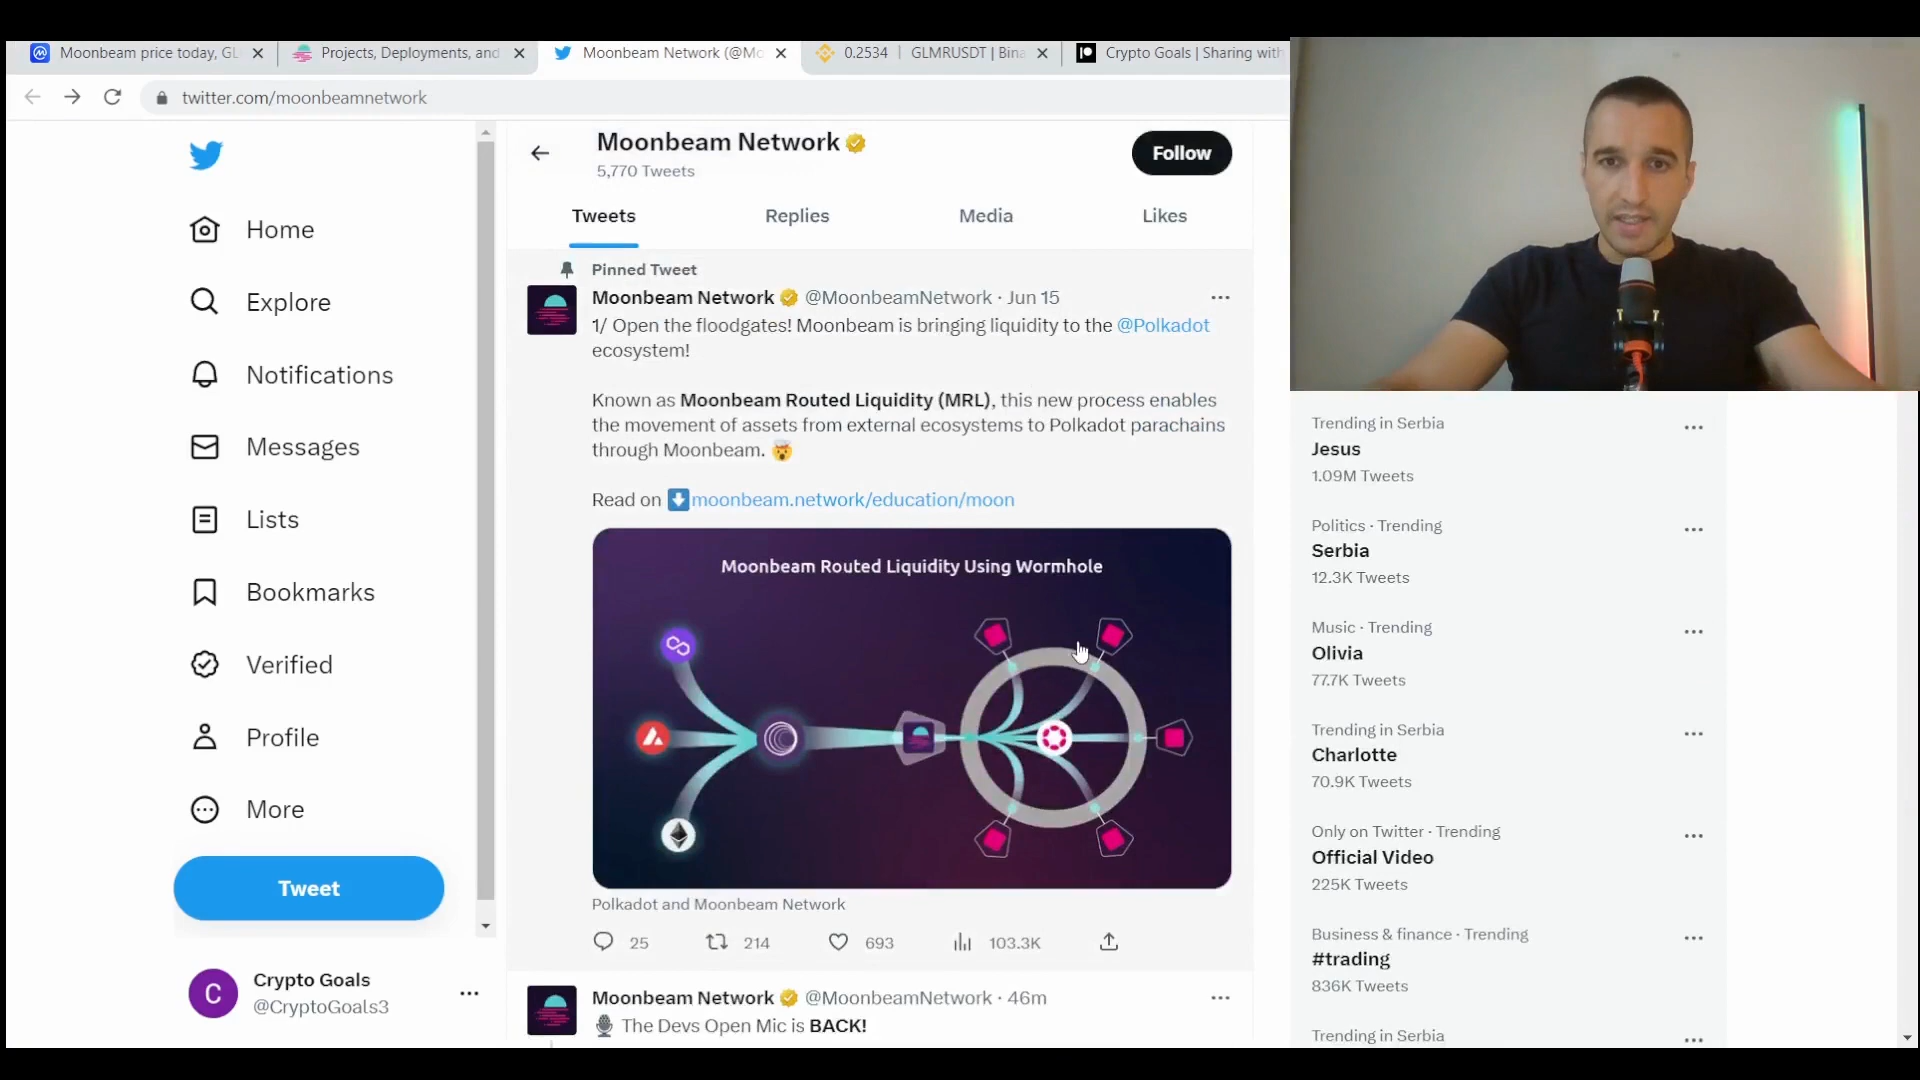 Moonbeam price today, GL
Projects, Deployments, and
Moonbeam Network (@Mo
0.2534 | GLMRUSDT | Bina
Crypto Goals | Sharing with
twitter.com/moonbeamnetwork
Moonbeam Network
5,770 Tweets
Follow
Tweets
Replies
Media
Likes
Home
Explore
Notifications
Messages
Lists
Bookmarks
Verified
Profile
More
Tweet
C
Crypto Goals
@CryptoGoals3
Pinned Tweet
Moonbeam Network @MoonbeamNetwork · Jun 15
1/ Open the floodgates! Moonbeam is bringing liquidity to the @Polkadot
ecosystem!
Known as Moonbeam Routed Liquidity (MRL), this new process enables
the movement of assets from external ecosystems to Polkadot parachains
through Moonbeam. 🤯
Read on ⬇️moonbeam.network/education/moon
Moonbeam Routed Liquidity Using Wormhole
Polkadot and Moonbeam Network
25
214
693
103.3K
Moonbeam Network @MoonbeamNetwork · 46m
🎙️ The Devs Open Mic is BACK!
Trending in Serbia
Jesus
1.09M Tweets
Politics · Trending
Serbia
12.3K Tweets
Music · Trending
Olivia
77.7K Tweets
Trending in Serbia
Charlotte
70.9K Tweets
Only on Twitter · Trending
Official Video
225K Tweets
Business & finance · Trending
#trading
836K Tweets
Trending in Serbia